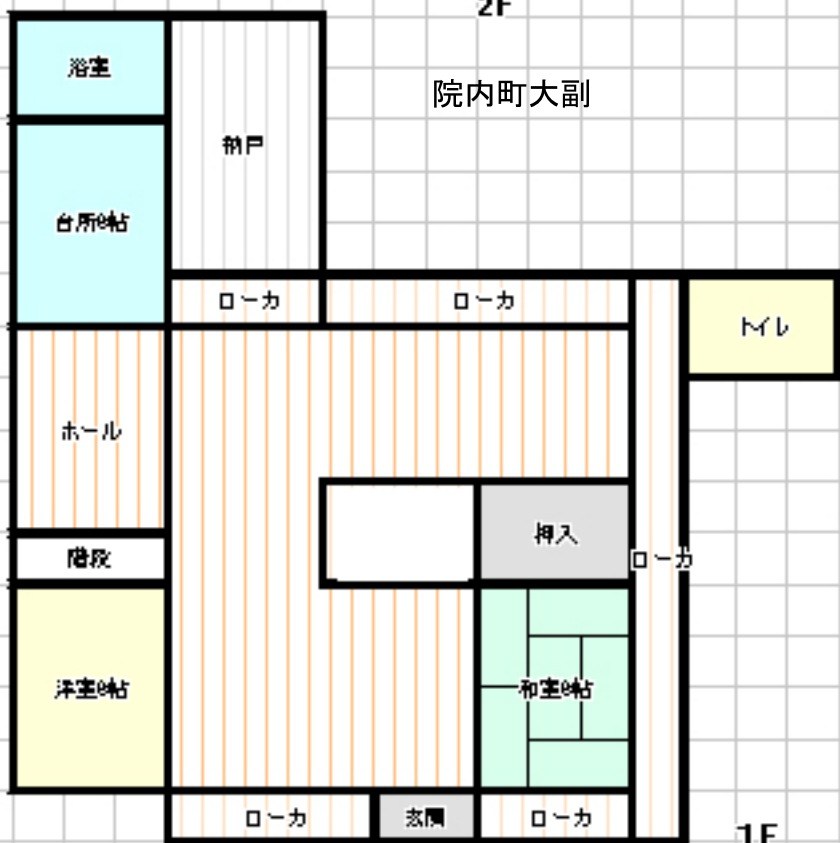 2F
浴室
院内町大副
納戸
台所8帖
ローカ
ローカ
トイレ
ホール
押入
階段
ローカ
洋室8帖
和室8帖
ローカ
玄関
ローカ
1F